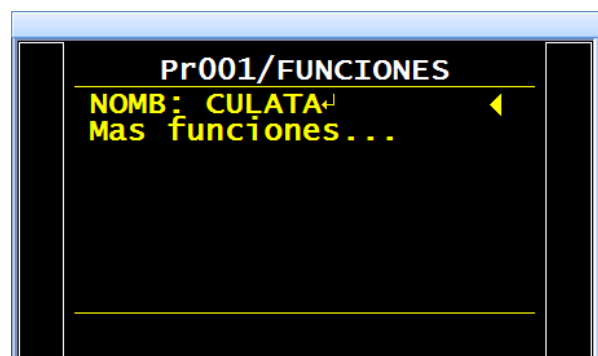 Pr001/FUNCIONES
NOMB: CULATA↵
Mas funciones...